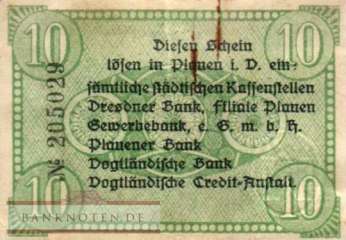 10
10
Diesen Schein
lösen in Plauen i. V. ein:
sämtliche städtischen Kassenstellen
Dresdner Bank, Filiale Plauen
Gewerbebank, e. G. m. b. H.
Plauener Bank
Vogtländische Bank
Vogtländische Credit-Anstalt.
№ 205029
10
10
BANKNOTEN.DE